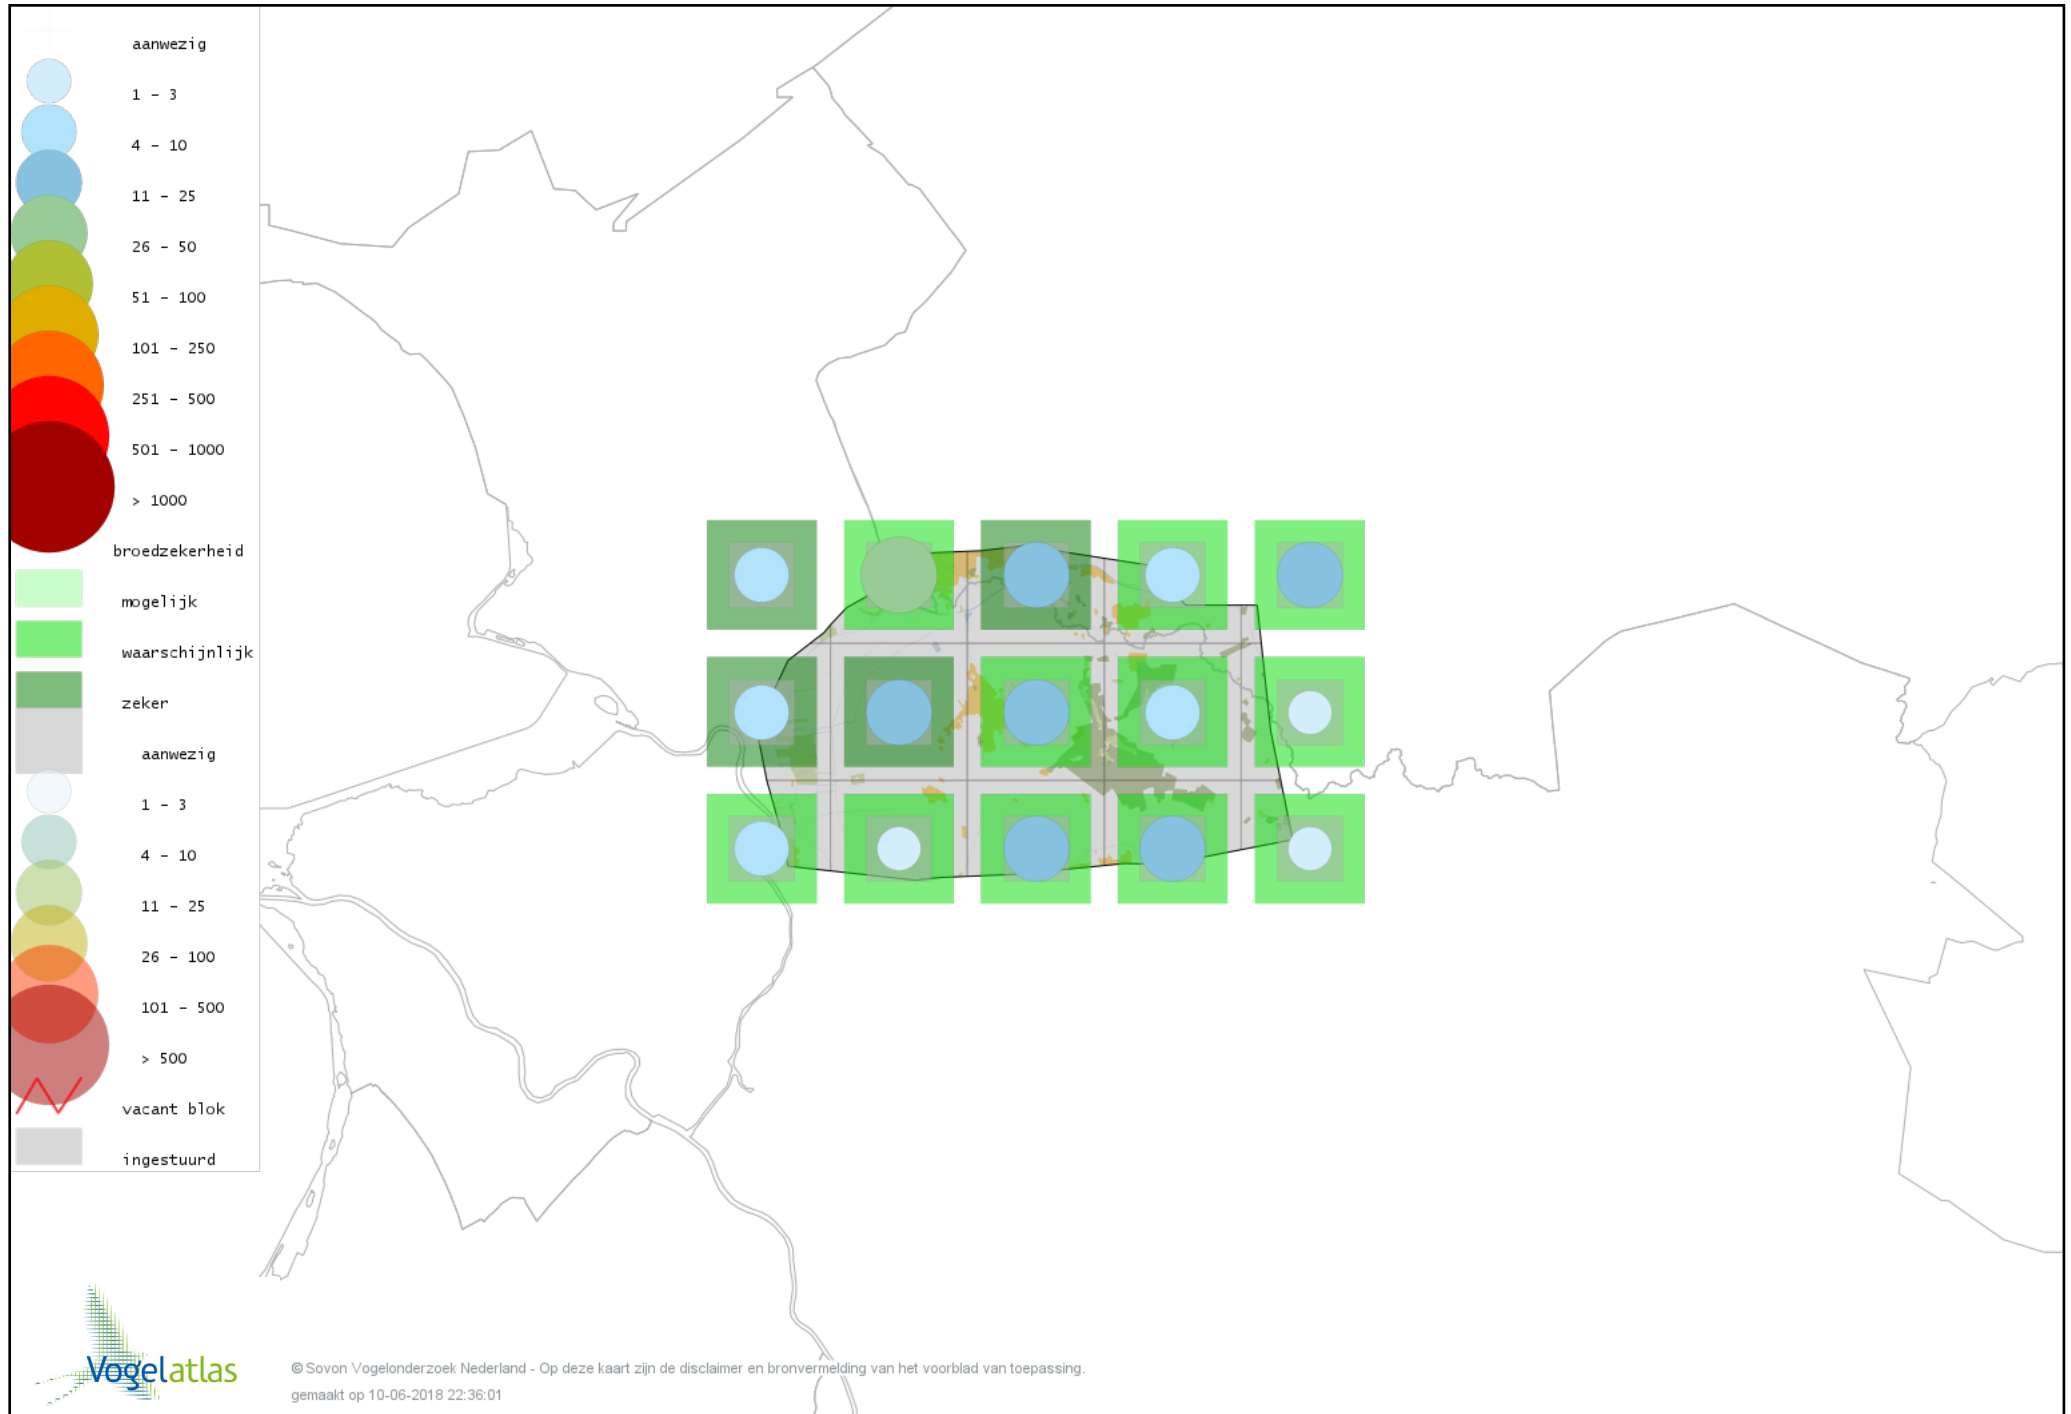 aanwezig
1 - 3
4 - 10
11 - 25
26 - 50
51 - 100
101 - 250
251 - 500
501 - 1000
> 1000
broedzekerheid
mogelijk
waarschijnlijk
zeker
aanwezig
1 - 3
4 - 10
11 - 25
26 - 100
101 - 500
> 500
vacant blok
ingestuurd
Vogelatlas
© Sovon Vogelonderzoek Nederland - Op deze kaart zijn de disclaimer en bronvermelding van het voorblad van toepassing.
gemaakt op 10-06-2018 22:36:01